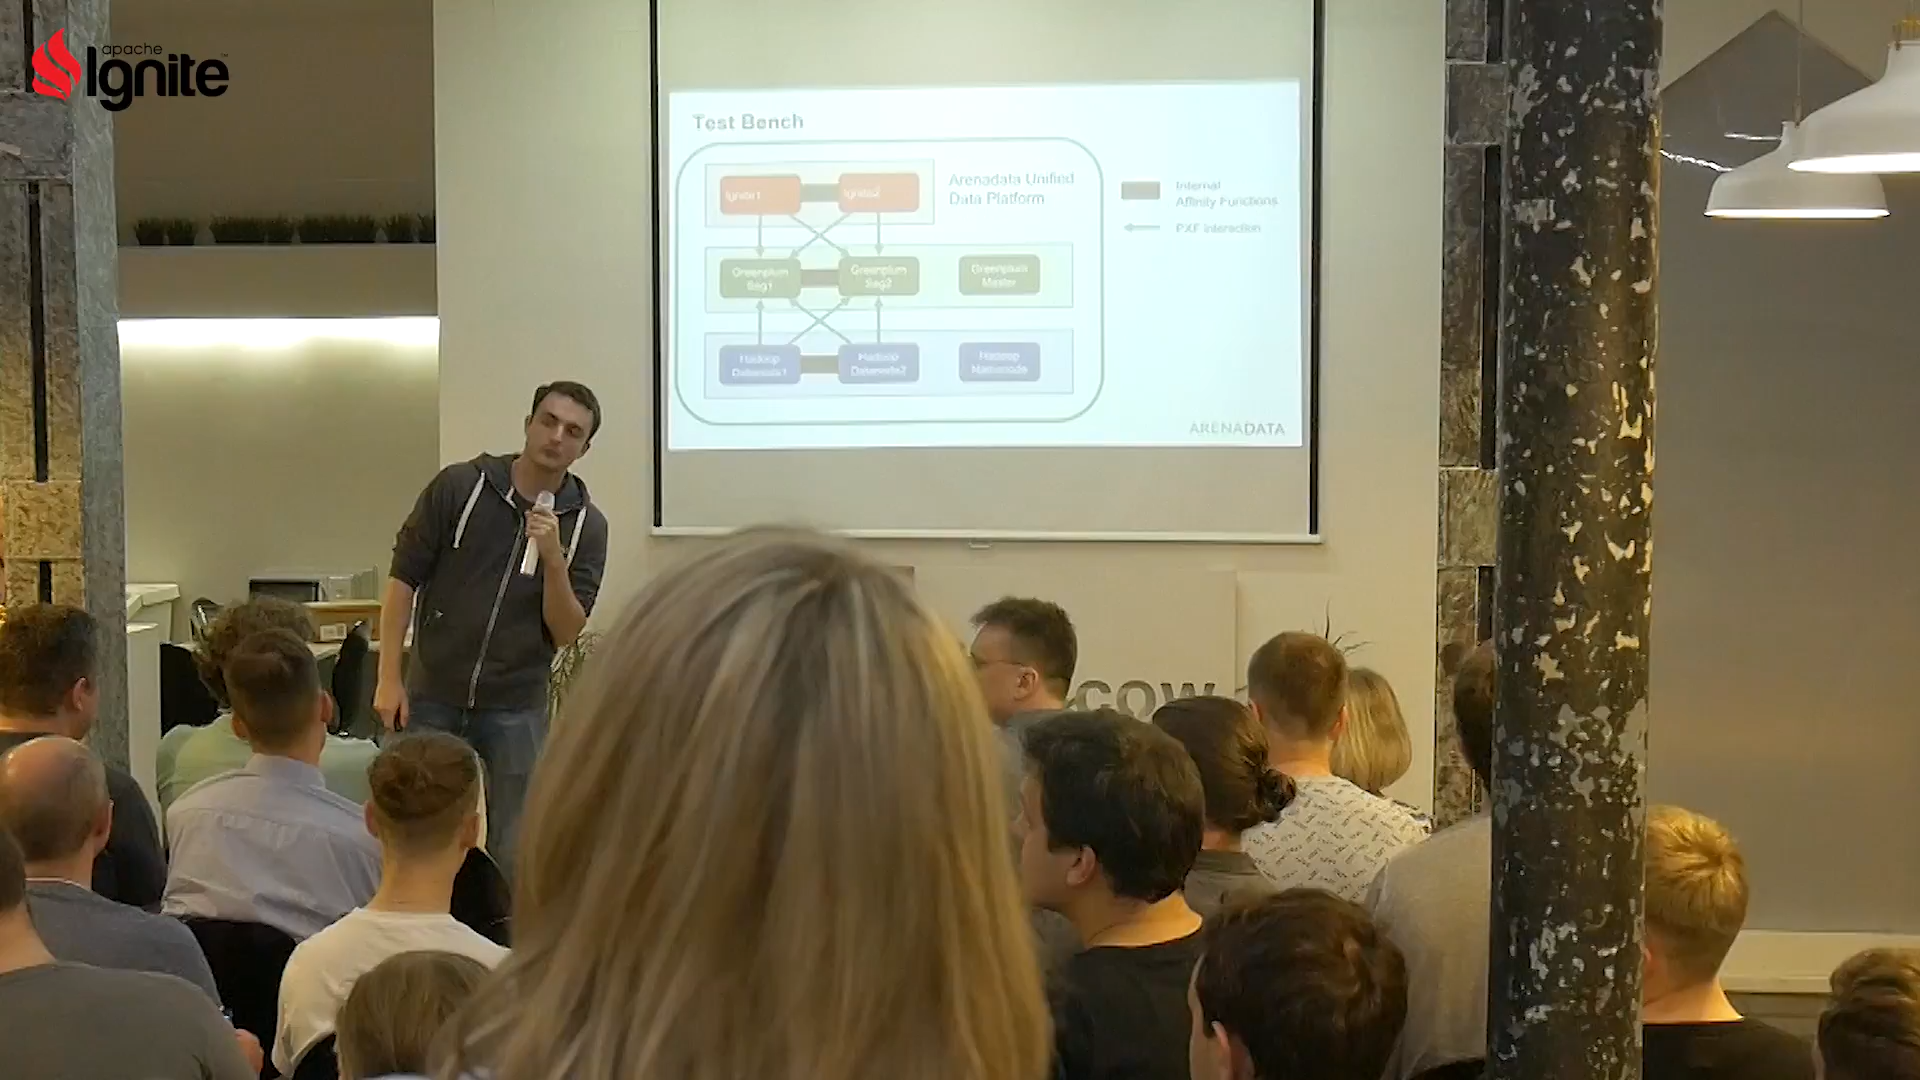 apache
Ignite
Test Bench
Ignite1
Ignite2
Arenadata Unified
Data Platform
Internal
Affinity Functions
PXF interaction
Greenplum
Seg1
Greenplum
Seg2
Greenplum
Master
Hadoop
Datanode1
Hadoop
Datanode2
Hadoop
Namenode
ARENADATA
cow